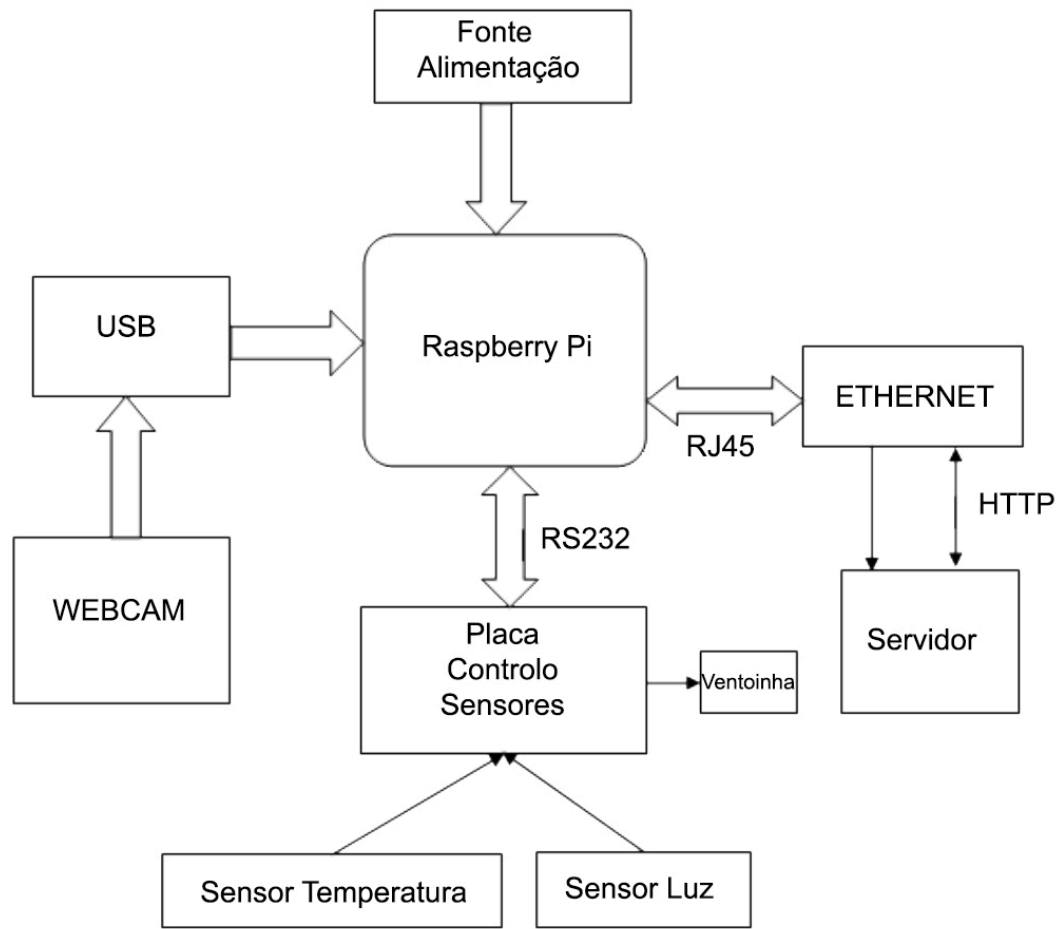 Fonte
Alimentação
USB
Raspberry Pi
ETHERNET
RJ45
HTTP
RS232
WEBCAM
Placa
Controlo
Sensores
Ventoinha
Servidor
Sensor Temperatura
Sensor Luz